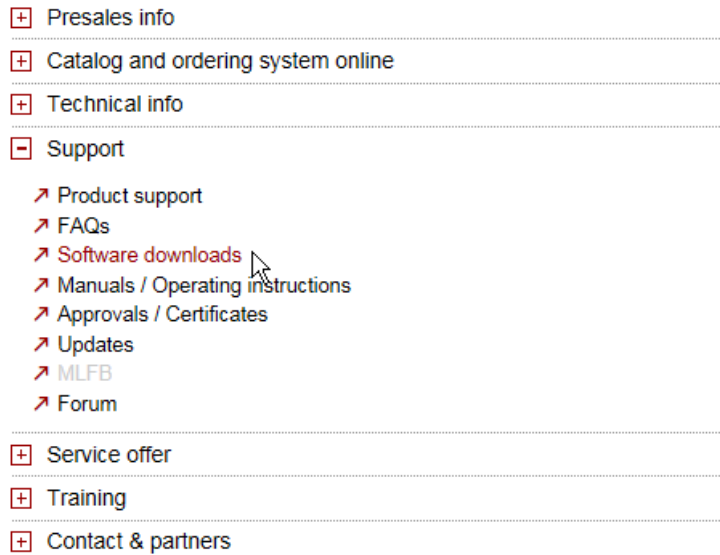 Presales info
Catalog and ordering system online
Technical info
Support
Product support
FAQs
Software downloads
Manuals / Operating instructions
Approvals / Certificates
Updates
MLFB
Forum
Service offer
Training
Contact & partners